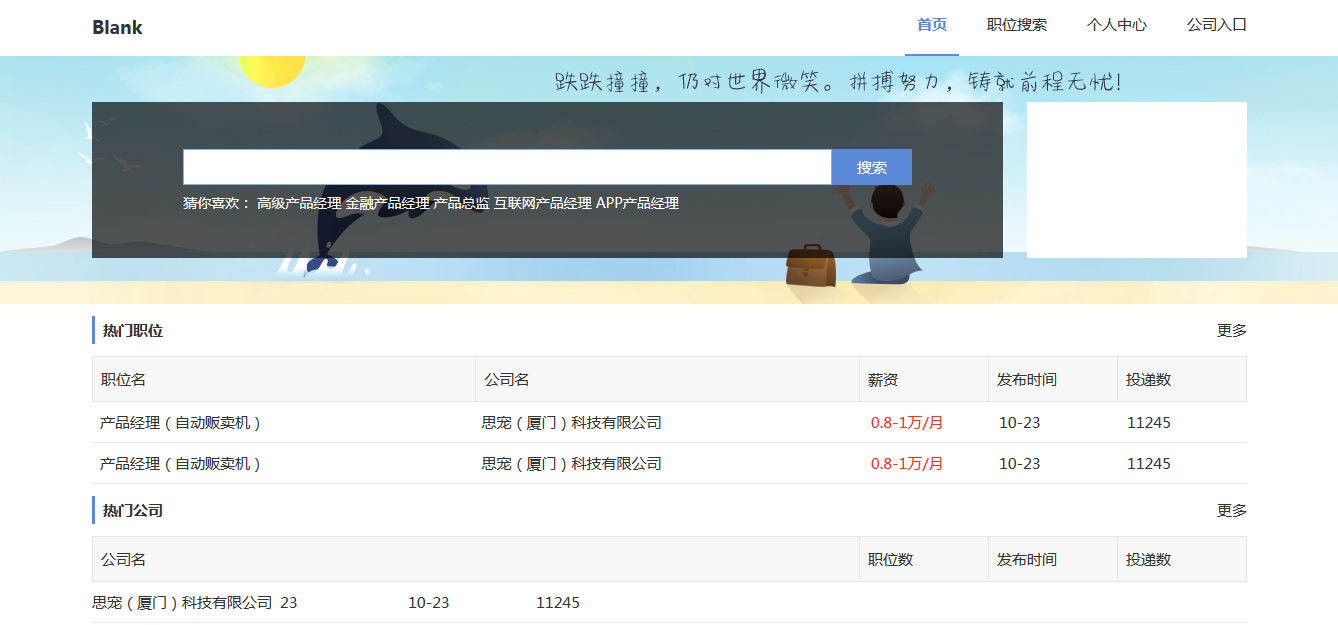 Blank 首页 职位搜索 个人中心 公司入口
跌跌撞撞，仍对世界微笑。拼搏努力，铸就前程无忧!
搜索
猜你喜欢： 高级产品经理 金融产品经理 产品总监 互联网产品经理 APP产品经理
热门职位 更多
职位名 公司名 薪资 发布时间 投递数
产品经理（自动贩卖机） 思宠（厦门）科技有限公司 0.8-1万/月 10-23 11245
产品经理（自动贩卖机） 思宠（厦门）科技有限公司 0.8-1万/月 10-23 11245
热门公司 更多
公司名 职位数 发布时间 投递数
思宠（厦门）科技有限公司 23 10-23 11245